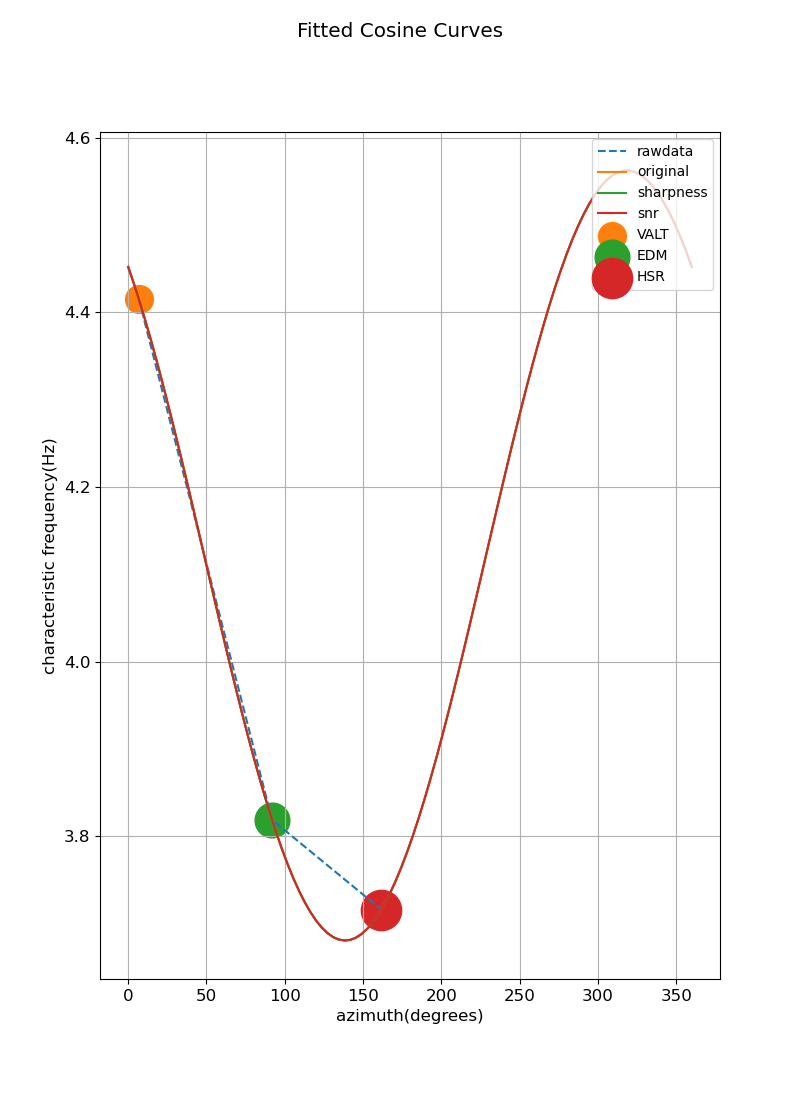 Fitted Cosine Curves
4.6
4.4
4.2
4.0
3.8
characteristic frequency(Hz)
rawdata
original
sharpness
snr
VALT
EDM
HSR
0 50 100 150 200 250 300 350
azimuth(degrees)